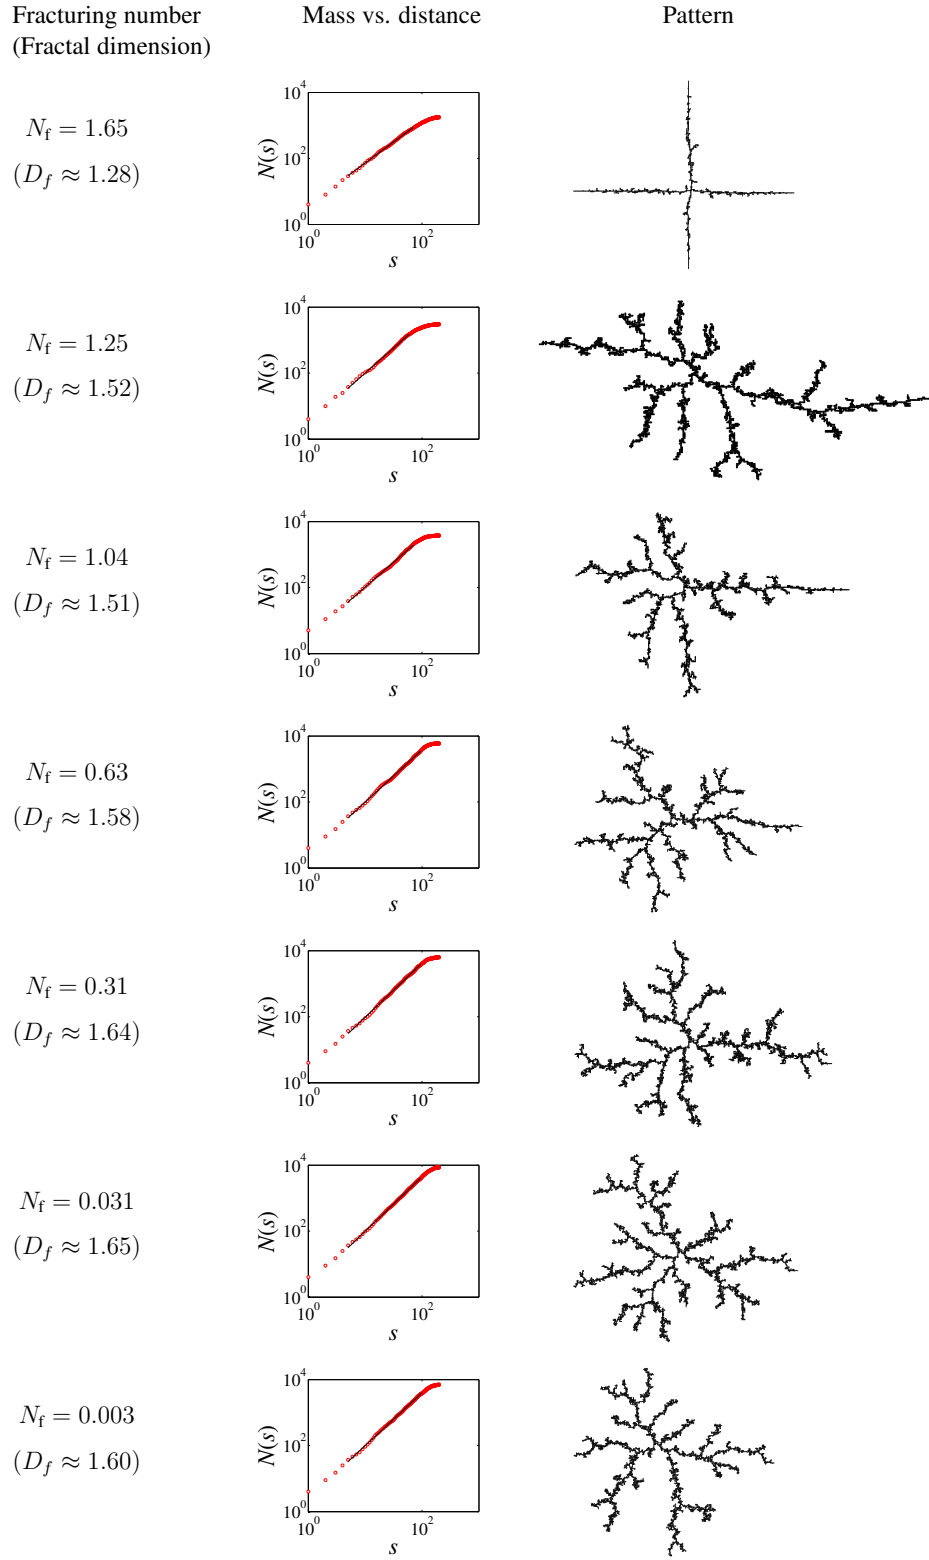 Fracturing number Mass vs. distance Pattern
(Fractal dimension)
N_f = 1.65
(D_f ≈ 1.28)
10^4
10^2
10^0
N(s)
10^0 10^2
s
N_f = 1.25
(D_f ≈ 1.52)
10^4
10^2
10^0
N(s)
10^0 10^2
s
N_f = 1.04
(D_f ≈ 1.51)
10^4
10^2
10^0
N(s)
10^0 10^2
s
N_f = 0.63
(D_f ≈ 1.58)
10^4
10^2
10^0
N(s)
10^0 10^2
s
N_f = 0.31
(D_f ≈ 1.64)
10^4
10^2
10^0
N(s)
10^0 10^2
s
N_f = 0.031
(D_f ≈ 1.65)
10^4
10^2
10^0
N(s)
10^0 10^2
s
N_f = 0.003
(D_f ≈ 1.60)
10^4
10^2
10^0
N(s)
10^0 10^2
s